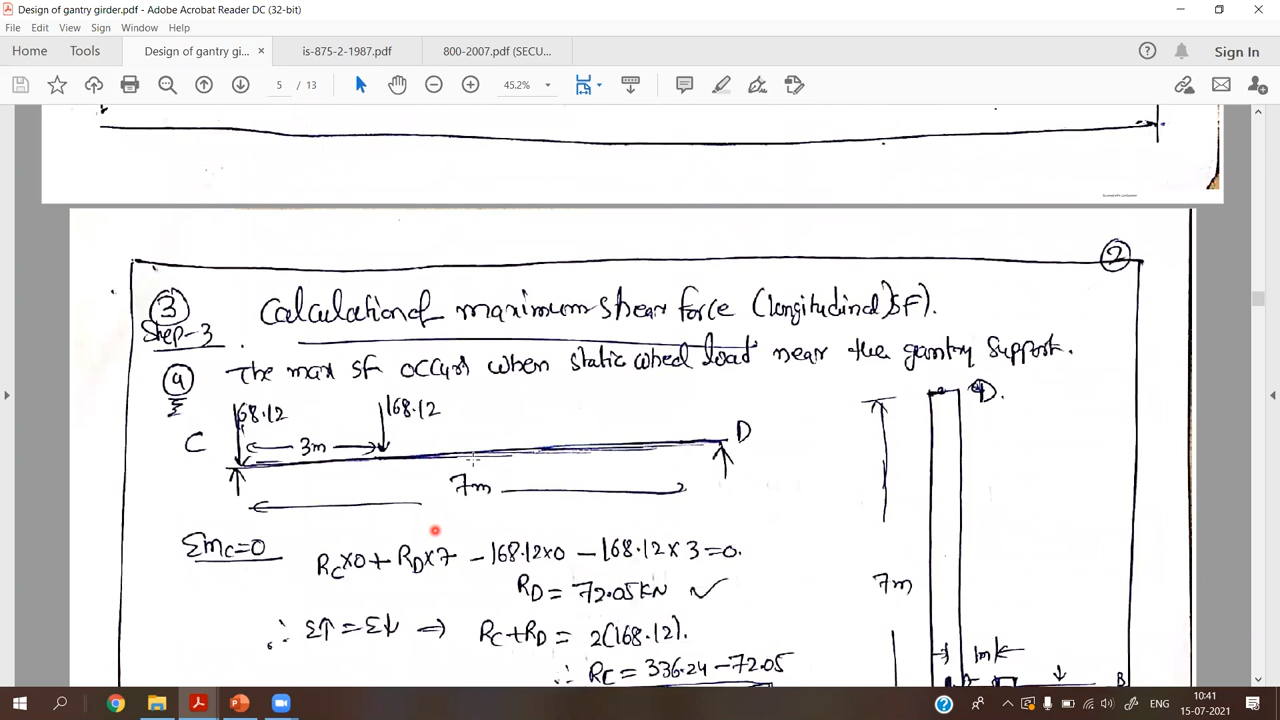 Design of gantry girder.pdf - Adobe Acrobat Reader DC (32-bit)
File Edit View Sign Window Help
Home Tools Design of gantry gi... × is-875-2-1987.pdf 800-2007.pdf (SECU... Sign In
5 / 13 45.2%
2
3 Calculation of maximum shear force (longitudinal) SF).
Step-3
a The max SF occurs when static wheel load near the gantry support.
168.12 168.12
C 3m D
7m
ΣMC=0 RC×0 + RD×7 - 168.12×0 - 168.12×3=0.
RD = 72.05 KN ✓
∴ Σ↑ = Σ↓ ⇒ RC+RD = 2(168.12).
∴ RC = 336.24 - 72.05
D.
7m
1m
B
ENG
10:41
15-07-2021